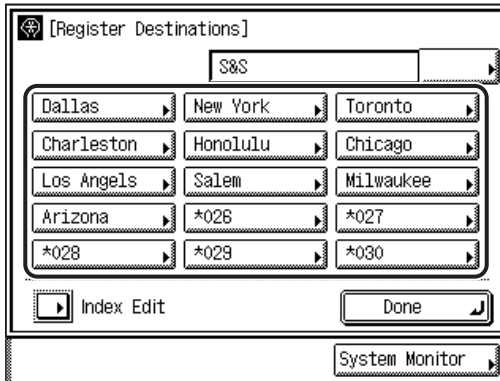 [Register Destinations]
S&S
Dallas New York Toronto
Charleston Honolulu Chicago
Los Angels Salem Milwaukee
Arizona *026 *027
*028 *029 *030
Index Edit Done
System Monitor